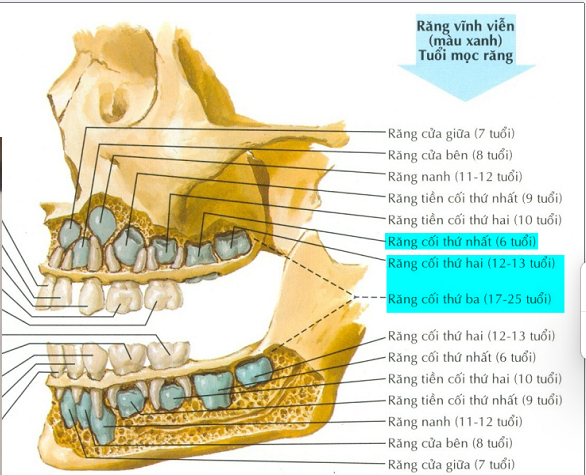 Răng vĩnh viễn
(màu xanh)
Tuổi mọc răng
Răng cửa giữa (7 tuổi)
Răng cửa bên (8 tuổi)
Răng nanh (11-12 tuổi)
Răng tiền cối thứ nhất (9 tuổi)
Răng tiền cối thứ hai (10 tuổi)
Răng cối thứ nhất (6 tuổi)
Răng cối thứ hai (12-13 tuổi)
Răng cối thứ ba (17-25 tuổi)
Răng cối thứ hai (12-13 tuổi)
Răng cối thứ nhất (6 tuổi)
Răng tiền cối thứ hai (10 tuổi)
Răng tiền cối thứ nhất (9 tuổi)
Răng nanh (11-12 tuổi)
Răng cửa bên (8 tuổi)
Răng cửa giữa (7 tuổi)